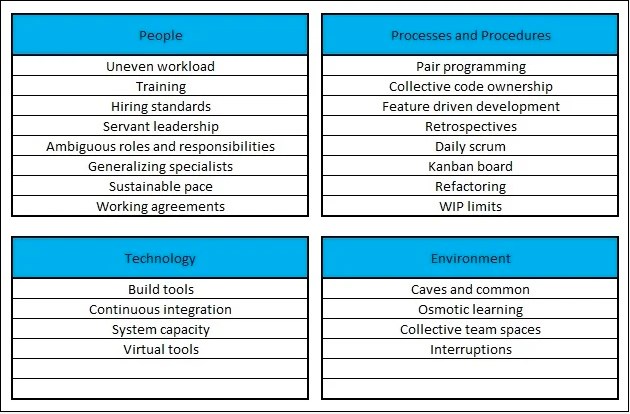 People
Uneven workload
Training
Hiring standards
Servant leadership
Ambiguous roles and responsibilities
Generalizing specialists
Sustainable pace
Working agreements
Processes and Procedures
Pair programming
Collective code ownership
Feature driven development
Retrospectives
Daily scrum
Kanban board
Refactoring
WIP limits
Technology
Build tools
Continuous integration
System capacity
Virtual tools
Environment
Caves and common
Osmotic learning
Collective team spaces
Interruptions